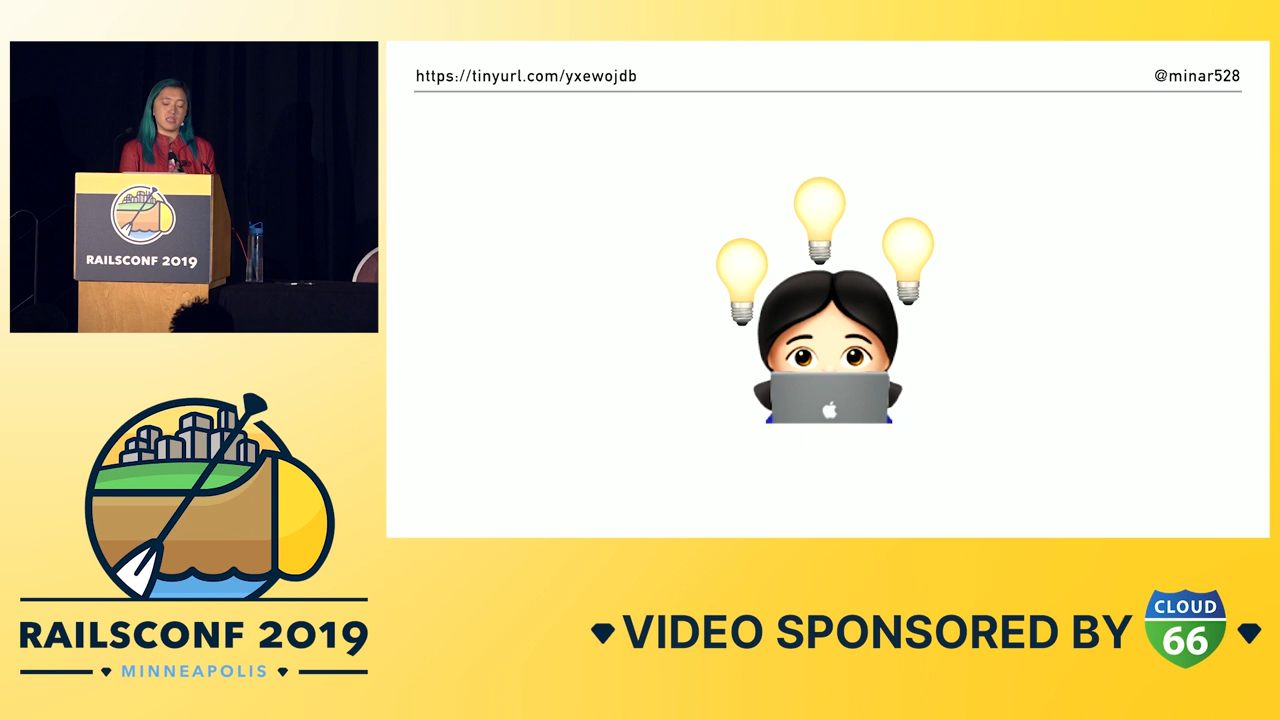 https://tinyurl.com/yxewojdb
@minar528
RAILSCONF 2019
RAILSCONF 2019
MINNEAPOLIS
VIDEO SPONSORED BY
CLOUD
66